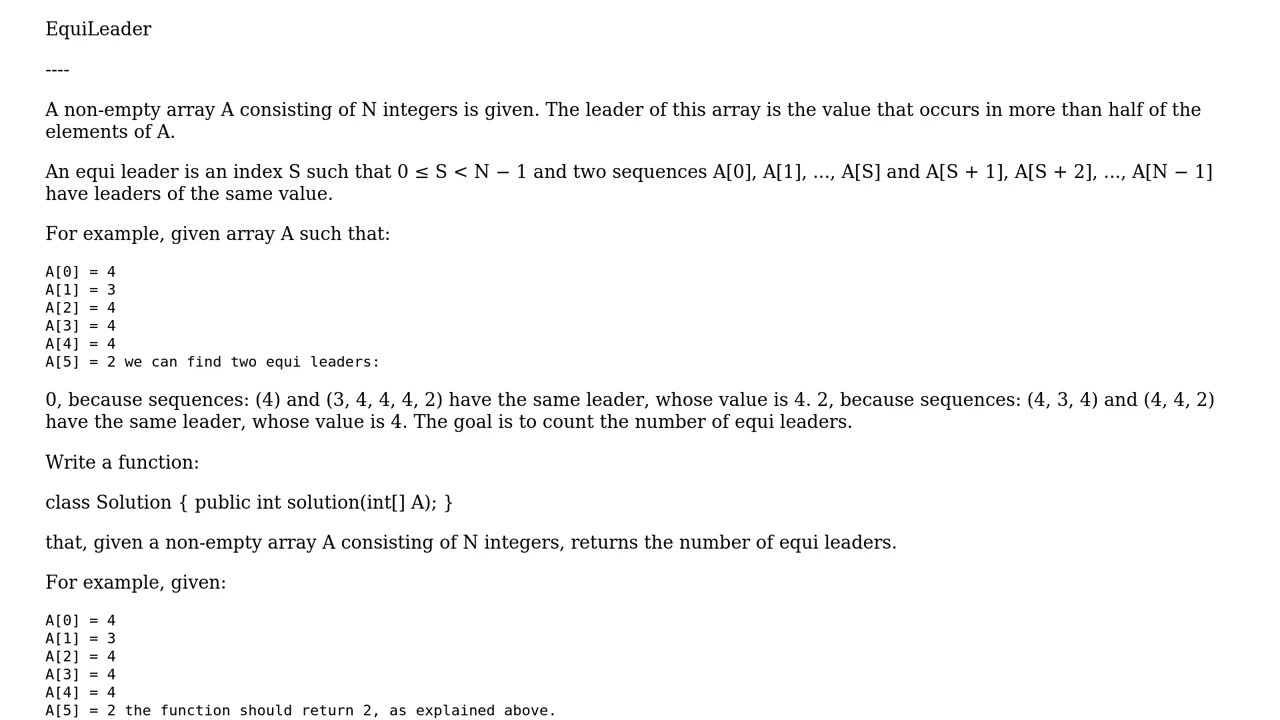 EquiLeader
----
A non-empty array A consisting of N integers is given. The leader of this array is the value that occurs in more than half of the
elements of A.
An equi leader is an index S such that 0 ≤ S < N − 1 and two sequences A[0], A[1], ..., A[S] and A[S + 1], A[S + 2], ..., A[N − 1]
have leaders of the same value.
For example, given array A such that:
A[0] = 4
A[1] = 3
A[2] = 4
A[3] = 4
A[4] = 4
A[5] = 2 we can find two equi leaders:
0, because sequences: (4) and (3, 4, 4, 4, 2) have the same leader, whose value is 4. 2, because sequences: (4, 3, 4) and (4, 4, 2)
have the same leader, whose value is 4. The goal is to count the number of equi leaders.
Write a function:
class Solution { public int solution(int[] A); }
that, given a non-empty array A consisting of N integers, returns the number of equi leaders.
For example, given:
A[0] = 4
A[1] = 3
A[2] = 4
A[3] = 4
A[4] = 4
A[5] = 2 the function should return 2, as explained above.